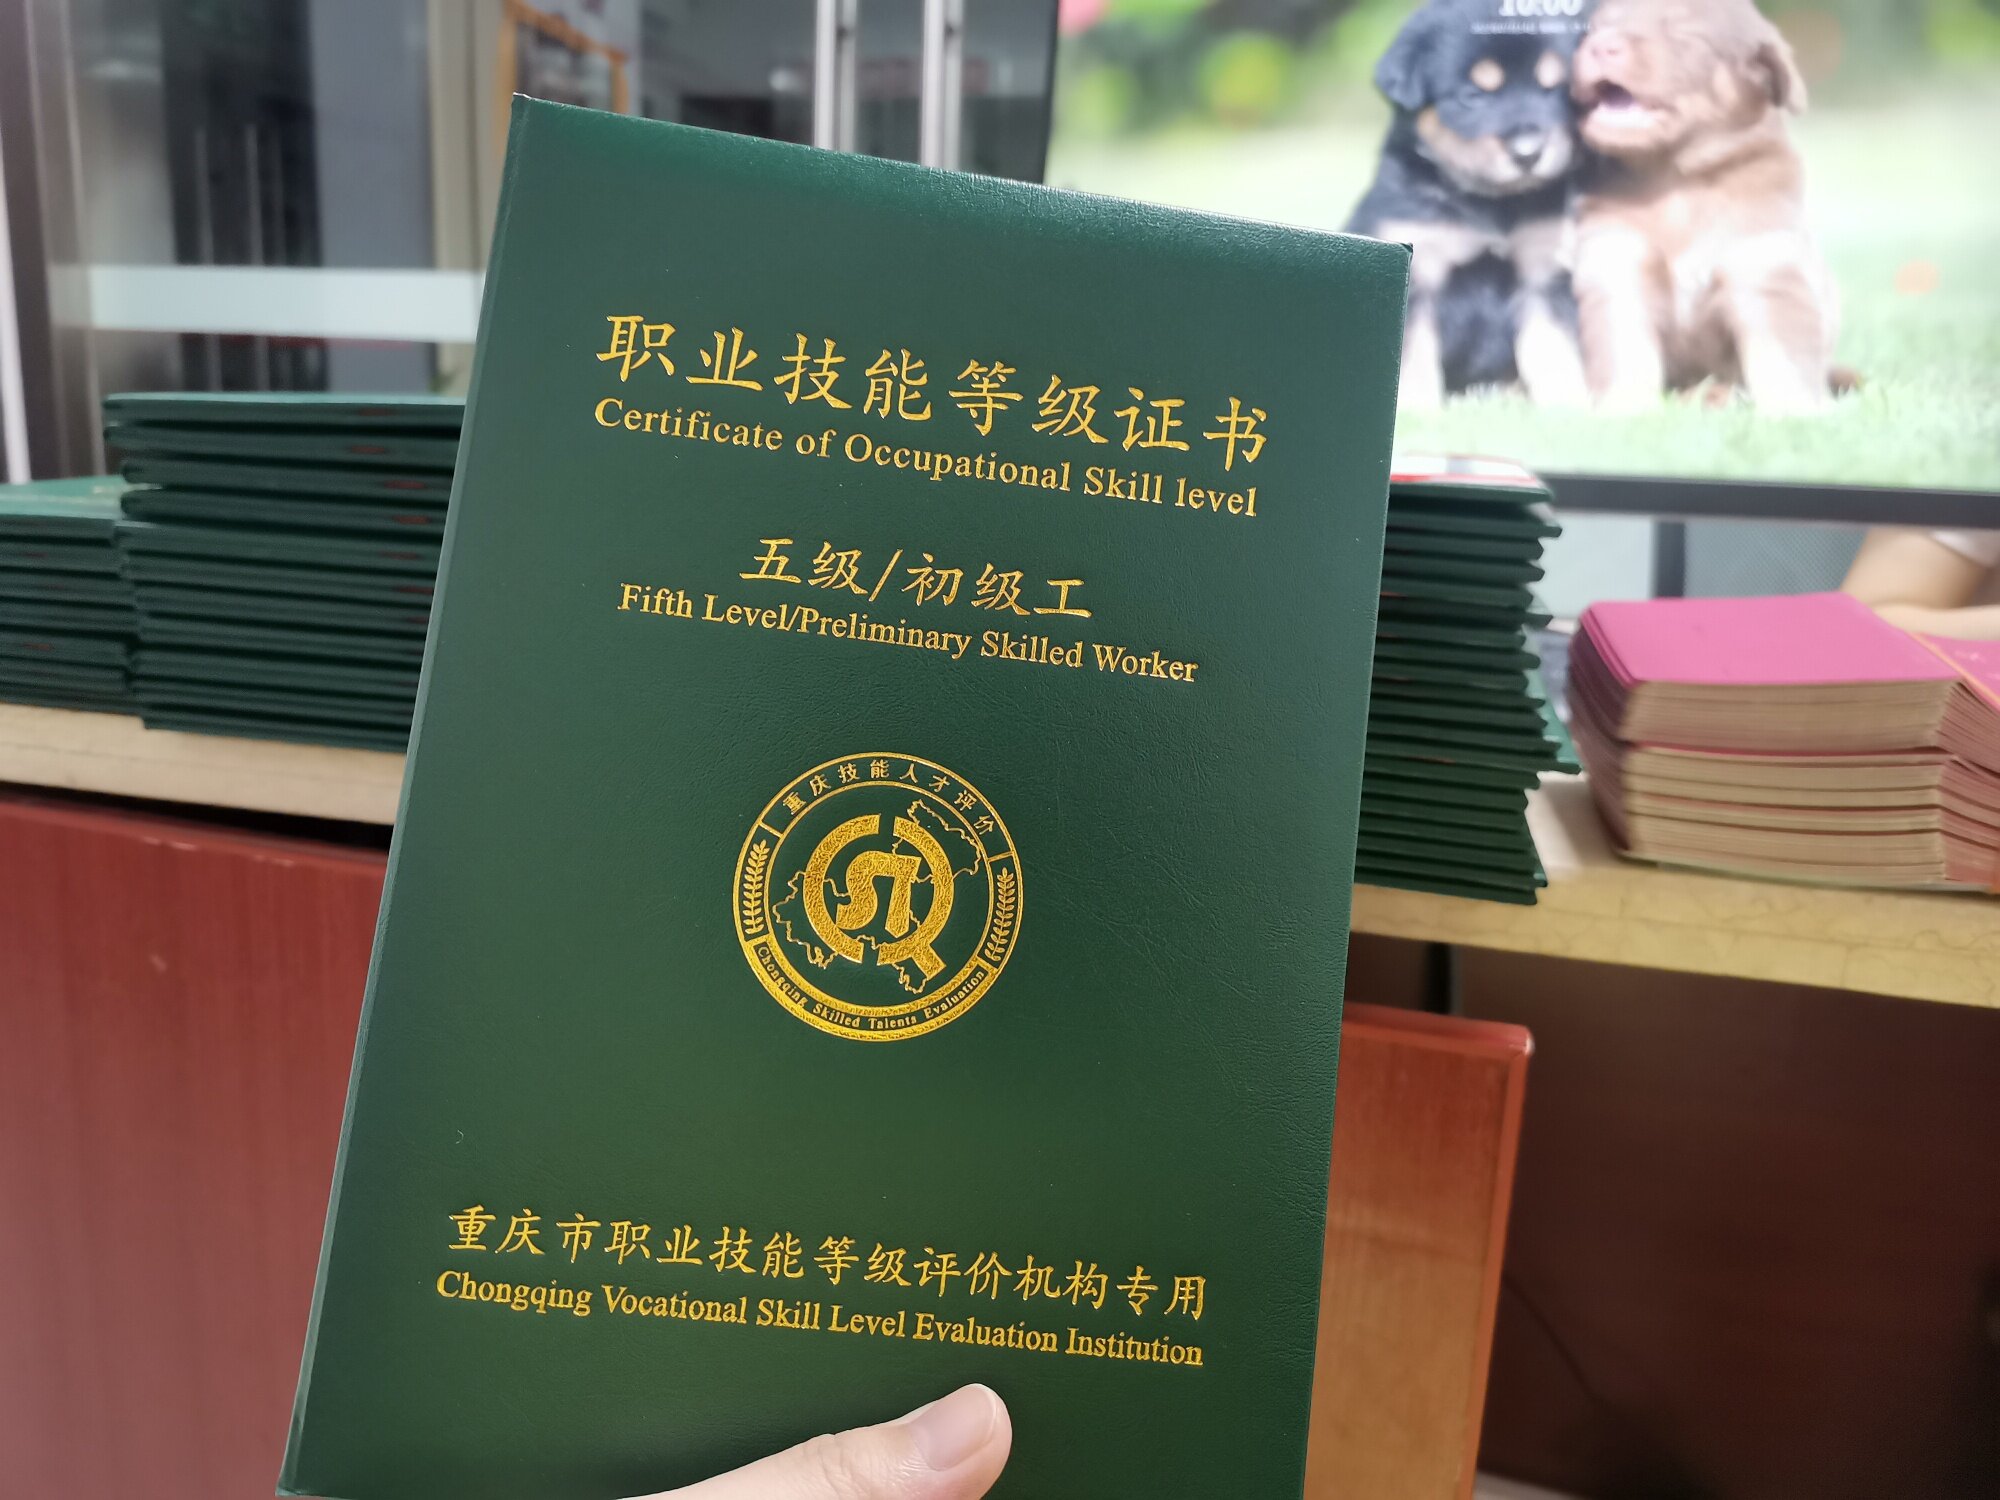 10:00
职业技能等级证书
Certificate of Occupational Skill level
五级/初级工
Fifth Level/Preliminary Skilled Worker
重庆技能人才评价
Chongqing Skilled Talents Evaluation
重庆市职业技能等级评价机构专用
Chongqing Vocational Skill Level Evaluation Institution